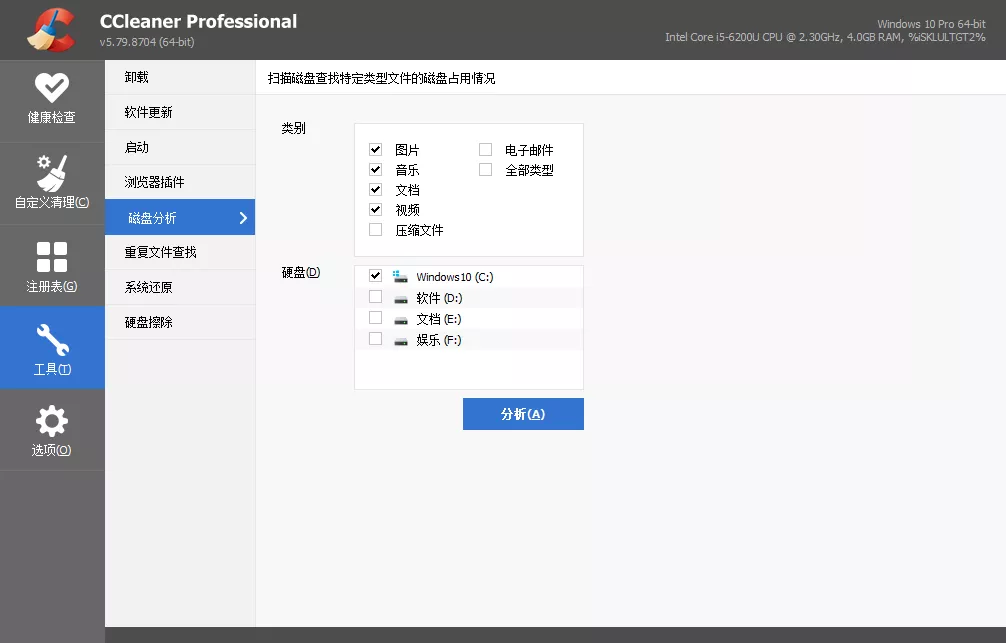 CCleaner Professional
v5.79.8704 (64-bit)
Windows 10 Pro 64-bit
Intel Core i5-6200U CPU @ 2.30GHz, 4.0GB RAM, %iSKLULTGT2%
健康检查
自定义清理(C)
注册表(G)
工具(T)
选项(O)
卸载
软件更新
启动
浏览器插件
磁盘分析
重复文件查找
系统还原
硬盘擦除
扫描磁盘查找特定类型文件的磁盘占用情况
类别
图片
音乐
文档
视频
压缩文件
电子邮件
全部类型
硬盘(D)
Windows10 (C:)
软件 (D:)
文档 (E:)
娱乐 (F:)
分析(A)